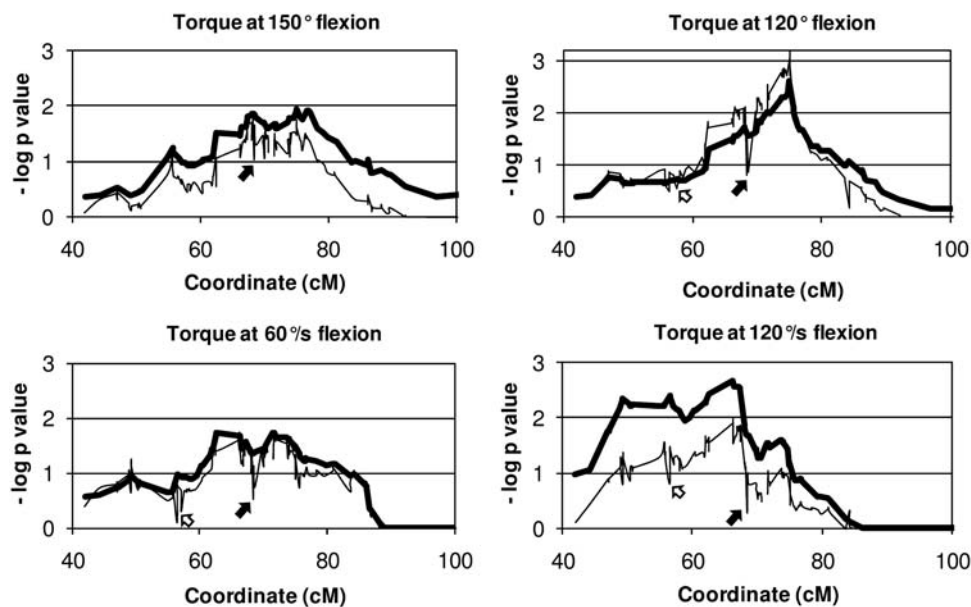 Torque at 150° flexion
3
2
1
0
- log p value
40 60 80 100
Coordinate (cM)
Torque at 120° flexion
3
2
1
0
- log p value
40 60 80 100
Coordinate (cM)
Torque at 60°/s flexion
3
2
1
0
- log p value
40 60 80 100
Coordinate (cM)
Torque at 120°/s flexion
3
2
1
0
- log p value
40 60 80 100
Coordinate (cM)